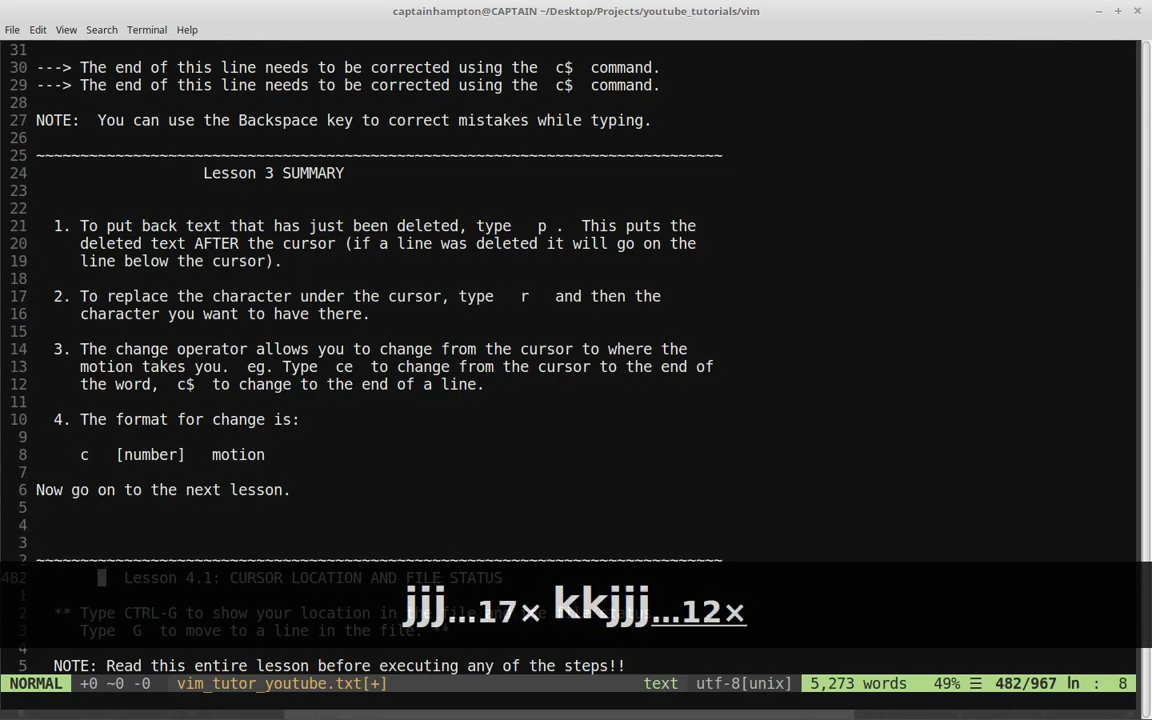 captainhampton@CAPTAIN ~/Desktop/Projects/youtube_tutorials/vim
File Edit View Search Terminal Help
31
30 ---> The end of this line needs to be corrected using the  c$  command.
29 ---> The end of this line needs to be corrected using the  c$  command.
28
27 NOTE:  You can use the Backspace key to correct mistakes while typing.
26
25 ~~~~~~~~~~~~~~~~~~~~~~~~~~~~~~~~~~~~~~~~~~~~~~~~~~~~~~~~~~~~~~~~~~~~~~~~~~~~~~
24 Lesson 3 SUMMARY
23
22
21 1. To put back text that has just been deleted, type   p .  This puts the
20 deleted text AFTER the cursor (if a line was deleted it will go on the
19 line below the cursor).
18
17 2. To replace the character under the cursor, type   r   and then the
16 character you want to have there.
15
14 3. The change operator allows you to change from the cursor to where the
13 motion takes you.  eg. Type  ce  to change from the cursor to the end of
12 the word,  c$  to change to the end of a line.
11
10 4. The format for change is:
9
8 c   [number]   motion
7
6 Now go on to the next lesson.
5
4
3
2 ~~~~~~~~~~~~~~~~~~~~~~~~~~~~~~~~~~~~~~~~~~~~~~~~~~~~~~~~~~~~~~~~~~~~~~~~~~~~~~
482 Lesson 4.1: CURSOR LOCATION AND FILE STATUS
1
2 ** Type CTRL-G to show your location in the file
3 Type  G  to move to a line in the file. **
jjj...17× kkjjj...12×
4
5 NOTE: Read this entire lesson before executing any of the steps!!
NORMAL +0 ~0 -0 vim_tutor_youtube.txt[+] text utf-8[unix] 5,273 words 49% ☰ 482/967 ln : 8